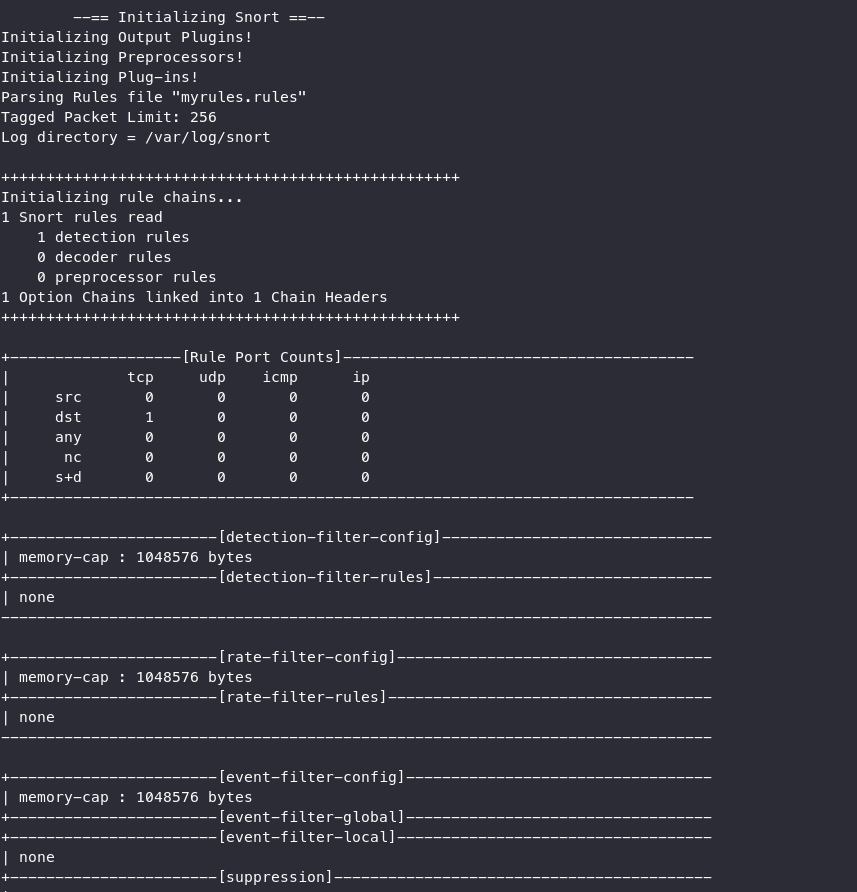 --== Initializing Snort ==--
Initializing Output Plugins!
Initializing Preprocessors!
Initializing Plug-ins!
Parsing Rules file "myrules.rules"
Tagged Packet Limit: 256
Log directory = /var/log/snort

+++++++++++++++++++++++++++++++++++++++++++++++++++
Initializing rule chains...
1 Snort rules read
    1 detection rules
    0 decoder rules
    0 preprocessor rules
1 Option Chains linked into 1 Chain Headers
+++++++++++++++++++++++++++++++++++++++++++++++++++

+-------------------[Rule Port Counts]---------------------------------------
|             tcp     udp    icmp      ip
|     src       0       0       0       0
|     dst       1       0       0       0
|     any       0       0       0       0
|      nc       0       0       0       0
|     s+d       0       0       0       0
+----------------------------------------------------------------------------

+-----------------------[detection-filter-config]------------------------------
| memory-cap : 1048576 bytes
+-----------------------[detection-filter-rules]-------------------------------
| none
-------------------------------------------------------------------------------

+-----------------------[rate-filter-config]-----------------------------------
| memory-cap : 1048576 bytes
+-----------------------[rate-filter-rules]------------------------------------
| none
-------------------------------------------------------------------------------

+-----------------------[event-filter-config]----------------------------------
| memory-cap : 1048576 bytes
+-----------------------[event-filter-global]----------------------------------
+-----------------------[event-filter-local]-----------------------------------
| none
+-----------------------[suppression]------------------------------------------